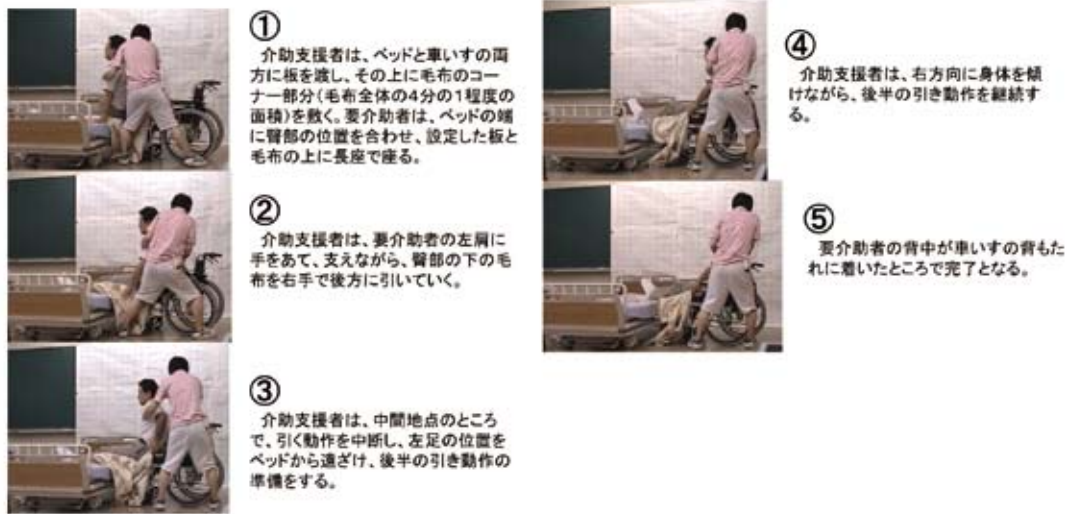 ①
介助支援者は、ベッドと車いすの両
方に板を渡し、その上に毛布のコー
ナー部分(毛布全体の4分の1程度の
面積)を敷く。要介助者は、ベッドの端
に臀部の位置を合わせ、設定した板と
毛布の上に長座で座る。
②
介助支援者は、要介助者の左肩に
手をあて、支えながら、臀部の下の毛
布を右手で後方に引いていく。
③
介助支援者は、中間地点のところ
で、引く動作を中断し、左足の位置を
ベッドから遠ざけ、後半の引き動作の
準備をする。
④
介助支援者は、右方向に身体を傾
けながら、後半の引き動作を継続す
る。
⑤
要介助者の背中が車いすの背もた
れに着いたところで完了となる。